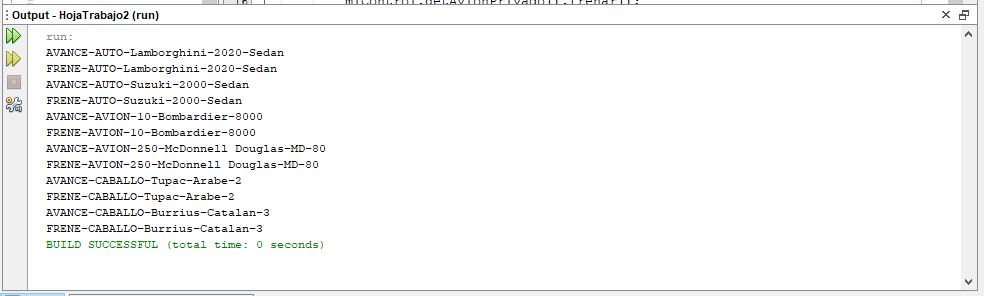 miControl.getAvionPrivado().frenar();
Output - HojaTrabajo2 (run)
run:
AVANCE-AUTO-Lamborghini-2020-Sedan
FRENE-AUTO-Lamborghini-2020-Sedan
AVANCE-AUTO-Suzuki-2000-Sedan
FRENE-AUTO-Suzuki-2000-Sedan
AVANCE-AVION-10-Bombardier-8000
FRENE-AVION-10-Bombardier-8000
AVANCE-AVION-250-McDonnell Douglas-MD-80
FRENE-AVION-250-McDonnell Douglas-MD-80
AVANCE-CABALLO-Tupac-Arabe-2
FRENE-CABALLO-Tupac-Arabe-2
AVANCE-CABALLO-Burrius-Catalan-3
FRENE-CABALLO-Burrius-Catalan-3
BUILD SUCCESSFUL (total time: 0 seconds)